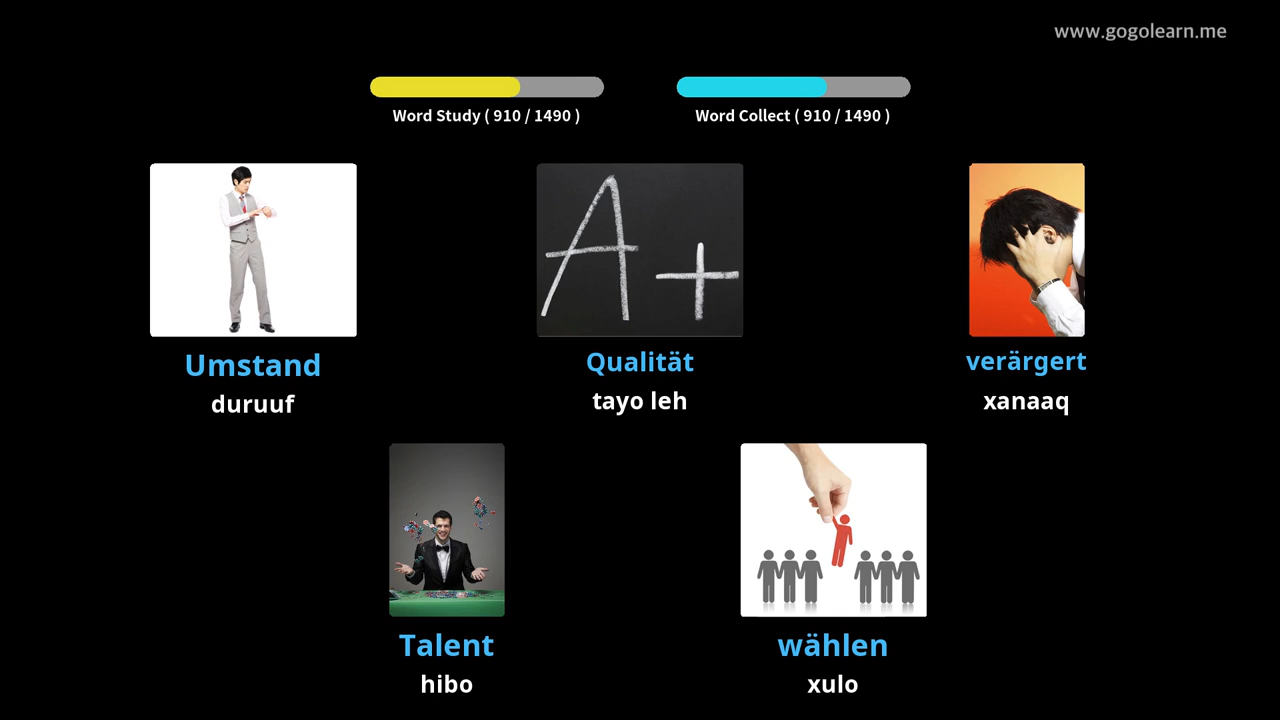 www.gogolearn.me
Word Study ( 910 / 1490 )
Word Collect ( 910 / 1490 )
A+
Umstand
duruuf
Qualität
tayo leh
verärgert
xanaaq
Talent
hibo
wählen
xulo